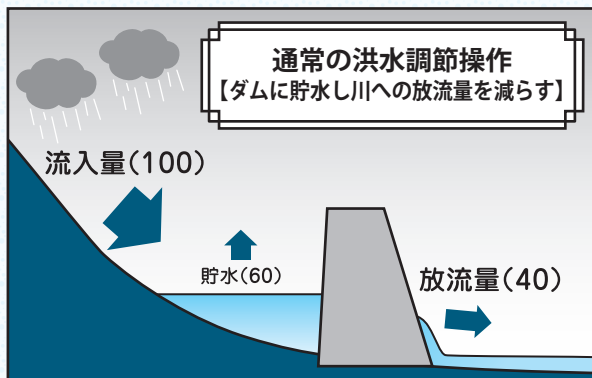 通常の洪水調節操作
【ダムに貯水し川への放流量を減らす】
流入量(100)
貯水(60)
放流量(40)